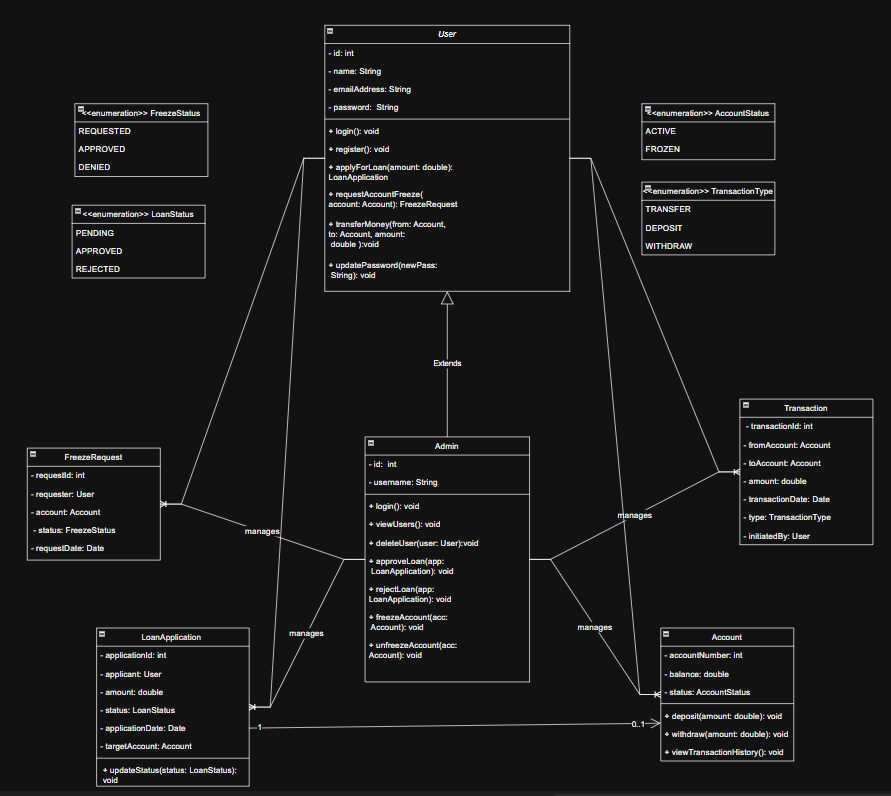 User
- id: int
- name: String
- emailAddress: String
- password:  String
+ login(): void
+ register(): void
+ applyForLoan(amount: double):
LoanApplication
+ requestAccountFreeze(
account: Account): FreezeRequest
+ transferMoney(from: Account,
to: Account, amount:
double ):void
+ updatePassword(newPass:
String): void
<<enumeration>> FreezeStatus
REQUESTED
APPROVED
DENIED
<<enumeration>> LoanStatus
PENDING
APPROVED
REJECTED
<<enumeration>> AccountStatus
ACTIVE
FROZEN
<<enumeration>> TransactionType
TRANSFER
DEPOSIT
WITHDRAW
Extends
Transaction
- transactionId: int
- fromAccount: Account
- toAccount: Account
- amount: double
- transactionDate: Date
- type: TransactionType
- initiatedBy: User
FreezeRequest
- requestId: int
- requester: User
- account: Account
- status: FreezeStatus
- requestDate: Date
Admin
- id:  int
- username: String
+ login(): void
+ viewUsers(): void
+ deleteUser(user: User):void
+ approveLoan(app:
LoanApplication): void
+ rejectLoan(app:
LoanApplication): void
+ freezeAccount(acc:
Account): void
+ unfreezeAccount(acc:
Account): void
manages
manages
manages
manages
LoanApplication
- applicationId: int
- applicant: User
- amount: double
- status: LoanStatus
- applicationDate: Date
- targetAccount: Account
+ updateStatus(status: LoanStatus):
void
1
0..1
Account
- accountNumber: int
- balance: double
- status: AccountStatus
+ deposit(amount: double): void
+ withdraw(amount: double): void
+ viewTransactionHistory(): void